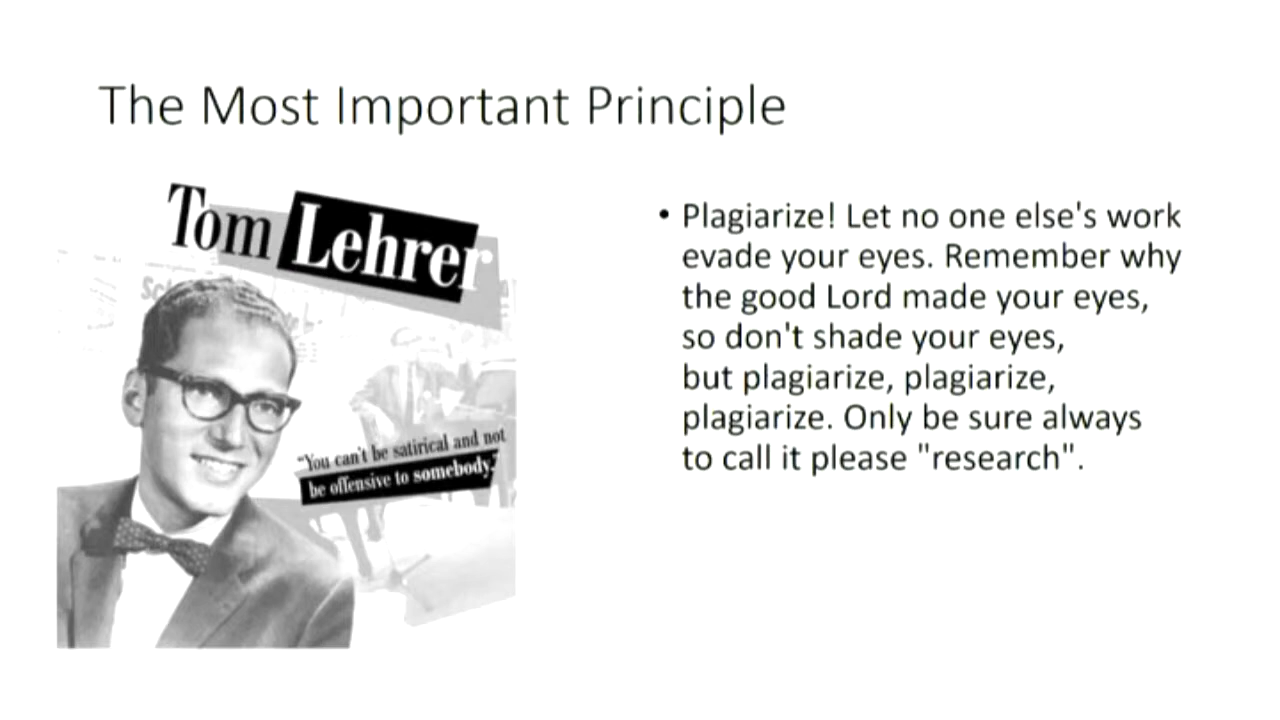 The Most Important Principle
Tom Lehrer
"You can't be satirical and not
be offensive to somebody."
• Plagiarize! Let no one else's work
evade your eyes. Remember why
the good Lord made your eyes,
so don't shade your eyes,
but plagiarize, plagiarize,
plagiarize. Only be sure always
to call it please "research".